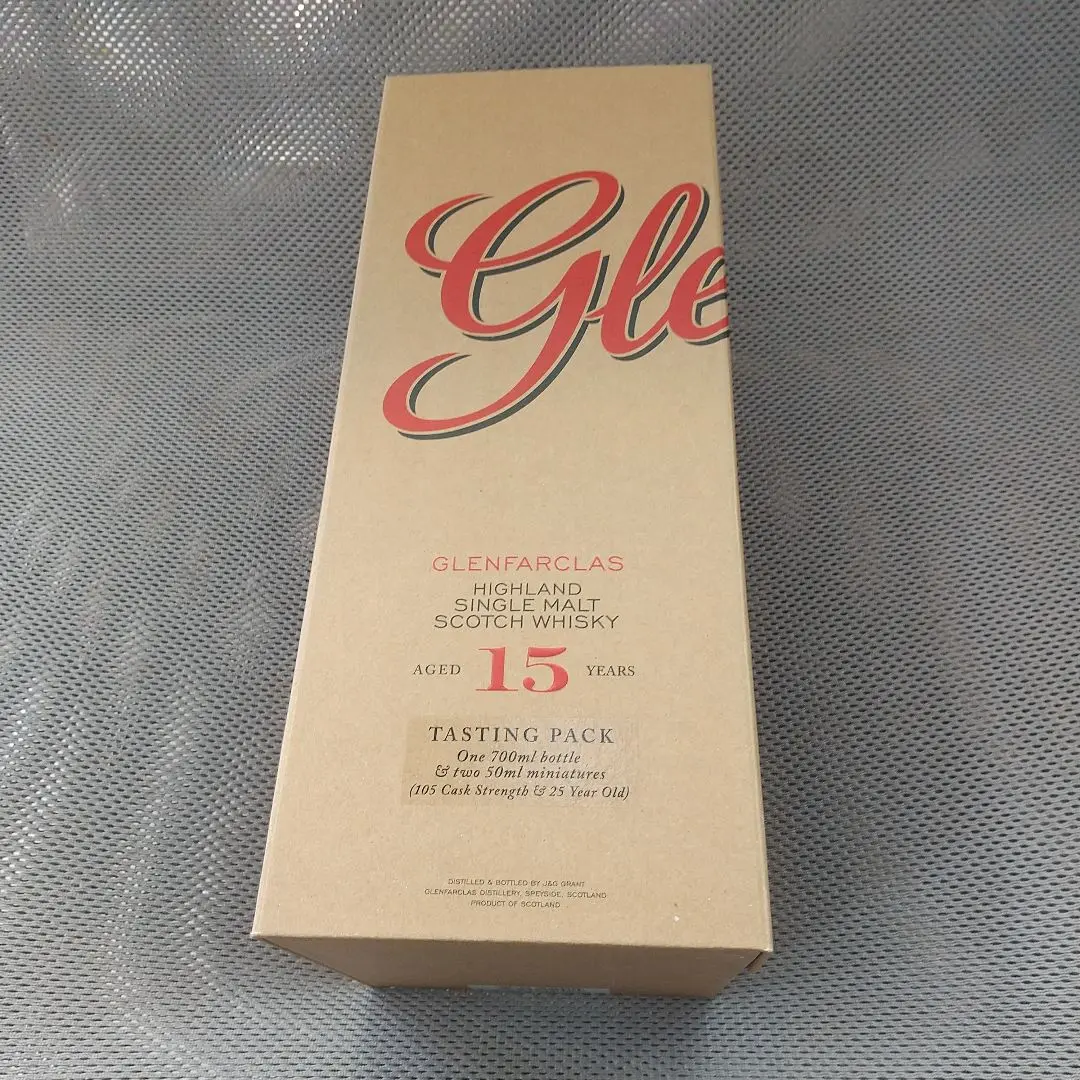 Gle
GLENFARCLAS
HIGHLAND
SINGLE MALT
SCOTCH WHISKY
AGED 15 YEARS
TASTING PACK
One 700ml bottle
& two 50ml miniatures
(105 Cask Strength & 25 Year Old)
DISTILLED & BOTTLED BY J&G GRANT
GLENFARCLAS DISTILLERY, SPEYSIDE, SCOTLAND
PRODUCT OF SCOTLAND